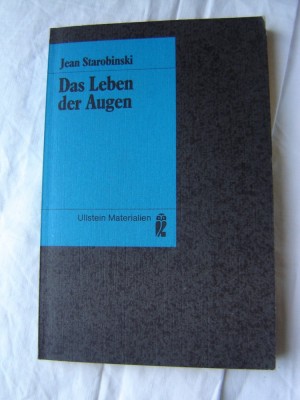 Jean Starobinski
Das Leben
der Augen
Ullstein Materialien